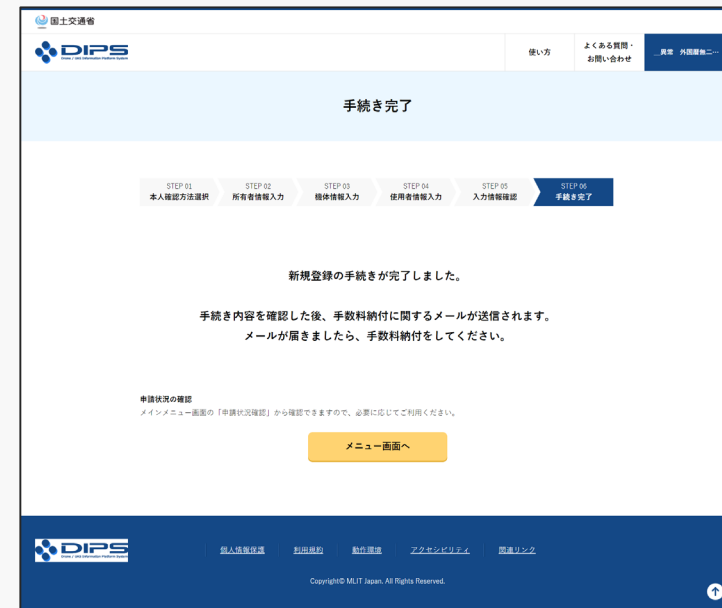 国土交通省
DIPS
Drone / UAS Information Platform System
使い方
よくある質問・
お問い合わせ
手続き完了
STEP 01
本人確認方法選択
STEP 02
所有者情報入力
STEP 03
機体情報入力
STEP 04
使用者情報入力
STEP 05
入力情報確認
STEP 06
手続き完了
新規登録の手続きが完了しました。
手続き内容を確認した後、手数料納付に関するメールが送信されます。
メールが届きましたら、手数料納付をしてください。
申請状況の確認
メインメニュー画面の「申請状況確認」から確認できますので、必要に応じてご利用ください。
メニュー画面へ
DIPS
Drone / UAS Information Platform System
個人情報保護
利用規約
動作環境
アクセシビリティ
関連リンク
Copyright© MLIT Japan. All Rights Reserved.